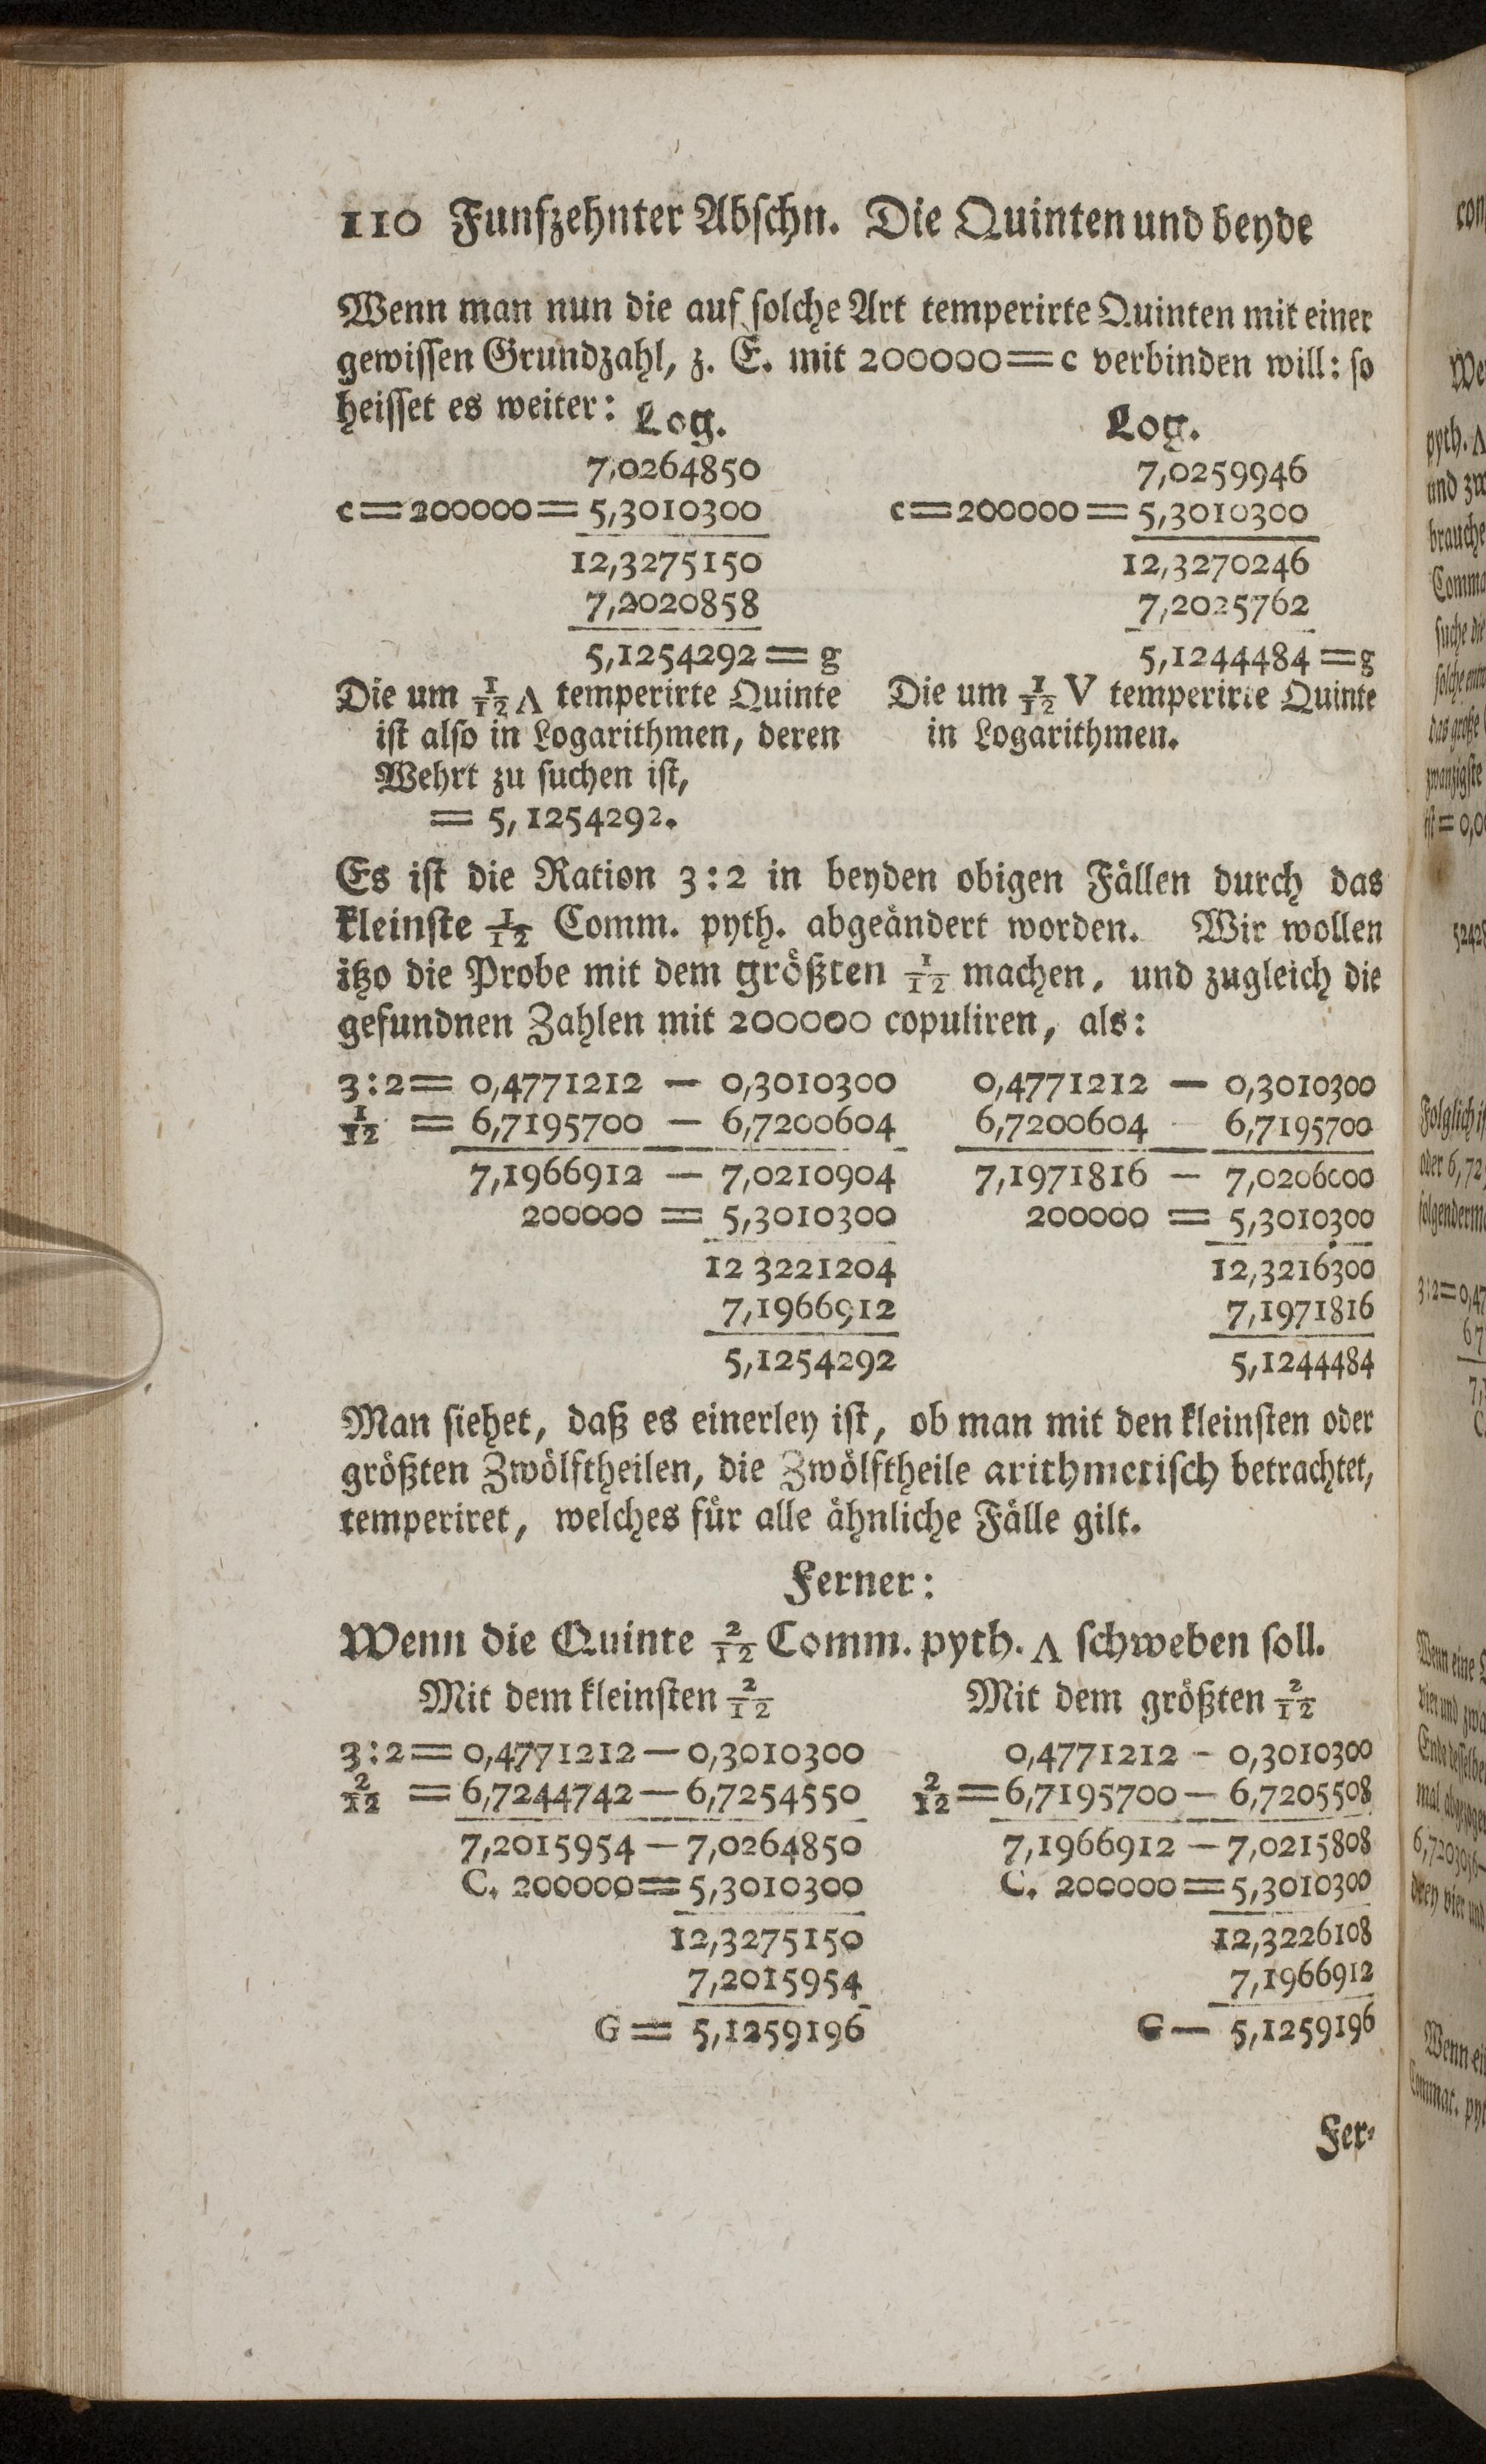 110 Funfzehnter Abschn. Die Quinten und beyde
Wenn man nun die auf solche Art temperirte Quinten mit einer
gewissen Grundzahl, z. E. mit 200000=c verbinden will: so
heisset es weiter: Log. Log.
7,0264850 7,0259946
c=200000=5,3010300 c=200000=5,3010300
12,3275150 12,3270246
7,2020858 7,2025762
5,1254292=g 5,1244484=g
Die um 1/12 Λ temperirte Quinte Die um 1/12 V temperirte Quinte
ist also in Logarithmen, deren in Logarithmen.
Wehrt zu suchen ist,
= 5,1254292.
Es ist die Ration 3:2 in beyden obigen Fällen durch das
kleinste 1/12 Comm. pyth. abgeändert worden. Wir wollen
itzo die Probe mit dem größten 1/12 machen, und zugleich die
gefundnen Zahlen mit 200000 copuliren, als:
3:2= 0,4771212 — 0,3010300 0,4771212 — 0,3010300
1/12 = 6,7195700 — 6,7200604 6,7200604 — 6,7195700
7,1966912 — 7,0210904 7,1971816 — 7,0206000
200000 = 5,3010300 200000 = 5,3010300
12 3221204 12,3216300
7,1966912 7,1971816
5,1254292 5,1244484
Man siehet, daß es einerley ist, ob man mit den kleinsten oder
größten Zwölftheilen, die Zwölftheile arithmetisch betrachtet,
temperiret, welches für alle ähnliche Fälle gilt.
Ferner:
Wenn die Quinte 2/12 Comm. pyth. Λ schweben soll.
Mit dem kleinsten 2/12 Mit dem größten 2/12
3:2=0,4771212—0,3010300 0,4771212 - 0,3010300
2/12 =6,7244742—6,7254550 2/12=6,7195700— 6,7205508
7,2015954—7,0264850 7,1966912 —7,0215808
C. 200000=5,3010300 C. 200000=5,3010300
12,3275150 12,3226108
7,2015954 7,1966912
G= 5,1259196 G— 5,1259196
Fer-